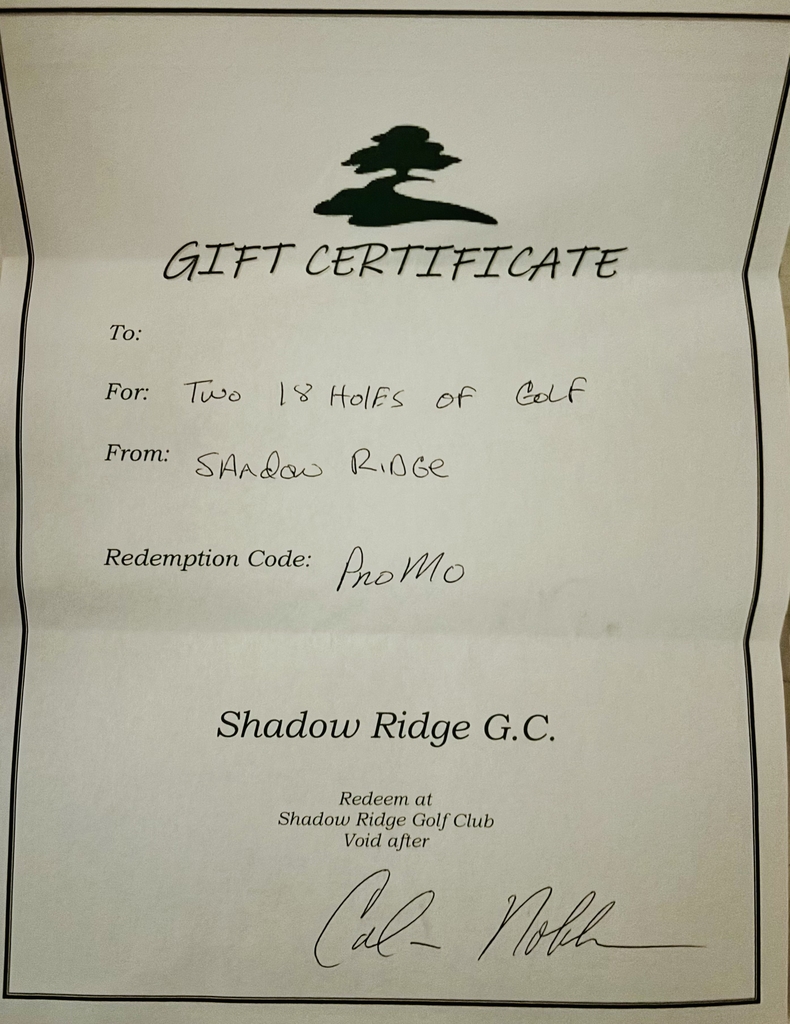 GIFT CERTIFICATE
To:
For: Two 18 HolES OF GOLF
From: SHAdow RiDGE
Redemption Code: ProMo
Shadow Ridge G.C.
Redeem at
Shadow Ridge Golf Club
Void after